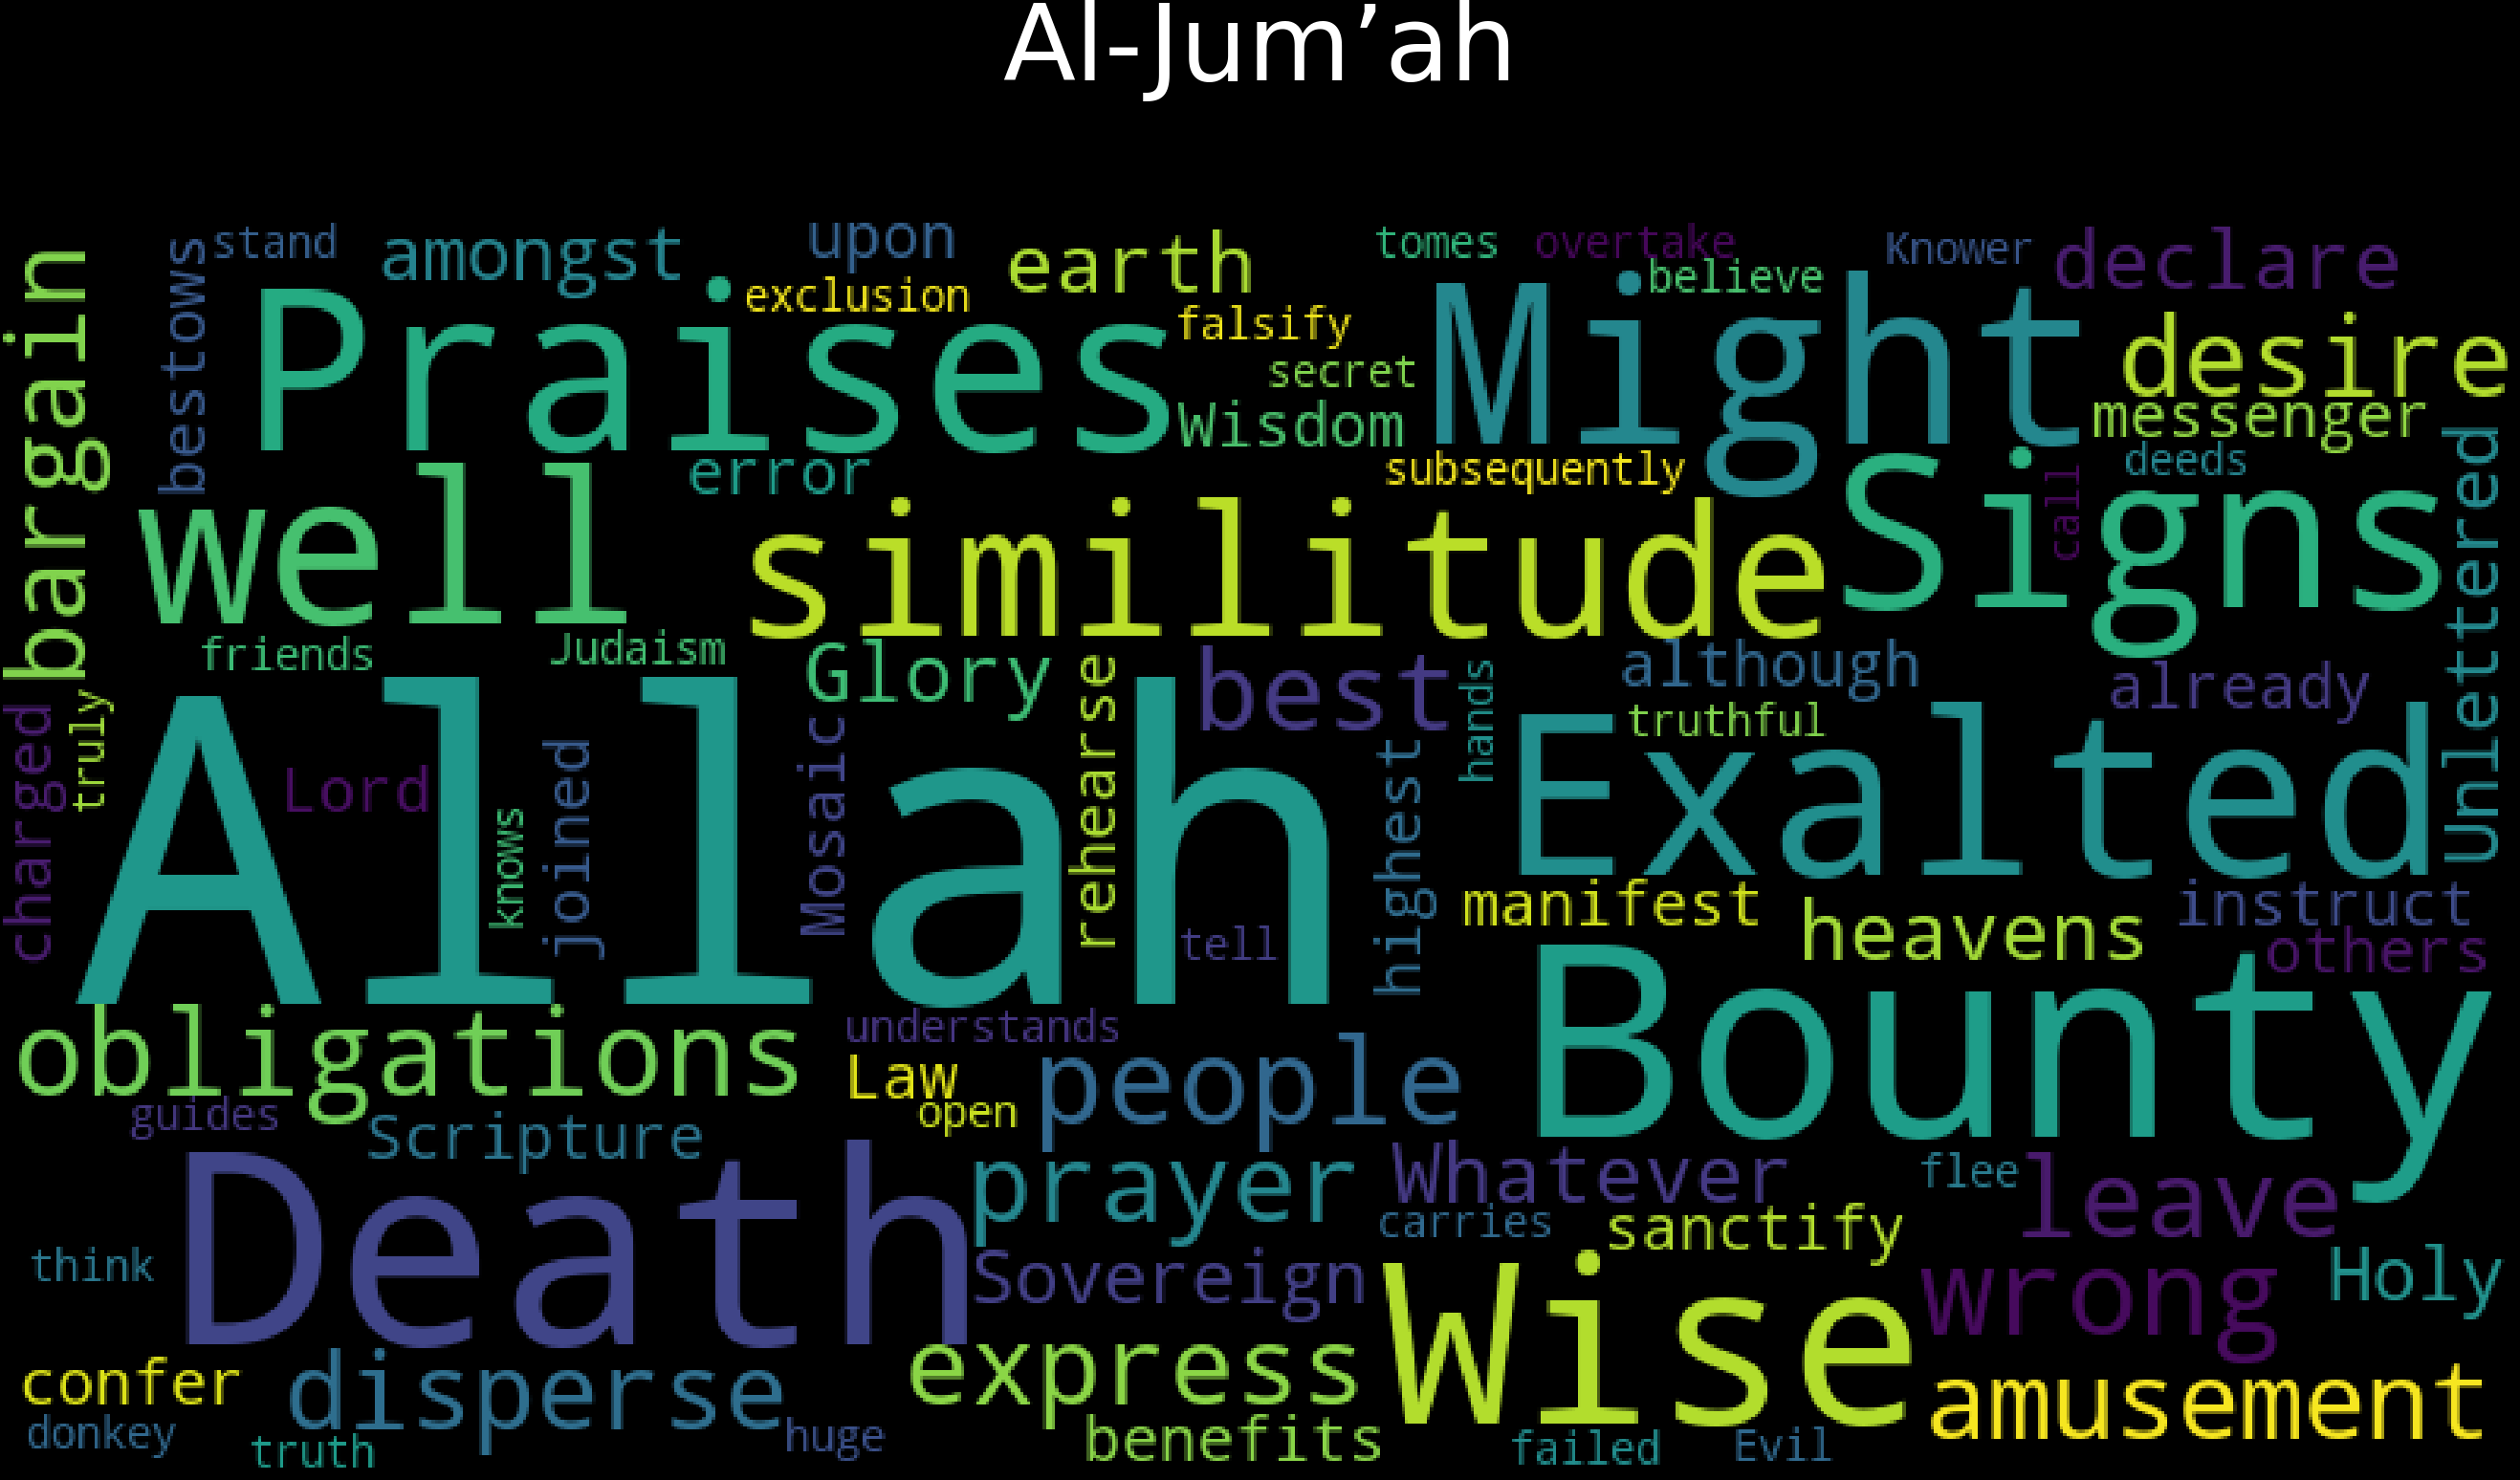 Al-Jum’ah
stand
amongst
upon
earth
tomes
overtake
Knower
declare
bargain
bestows
Praises
exclusion
falsify
believe
Might
desire
secret
Wisdom
messenger
error
subsequently
deeds
well
similitude
Signs
call
Unlettered
friends
Judaism
Glory
rehearse
best
hands
although
already
truthful
charged
truly
Allah
Lord
knows
joined
Mosaic
highest
Exalted
tell
manifest
heavens
instruct
others
obligations
understands
Law
open
people
Bounty
guides
Scripture
Death
prayer
Whatever
flee
leave
carries
sanctify
think
Sovereign
Wise
wrong
Holy
confer
disperse
express
amusement
donkey
truth
huge
benefits
failed
Evil